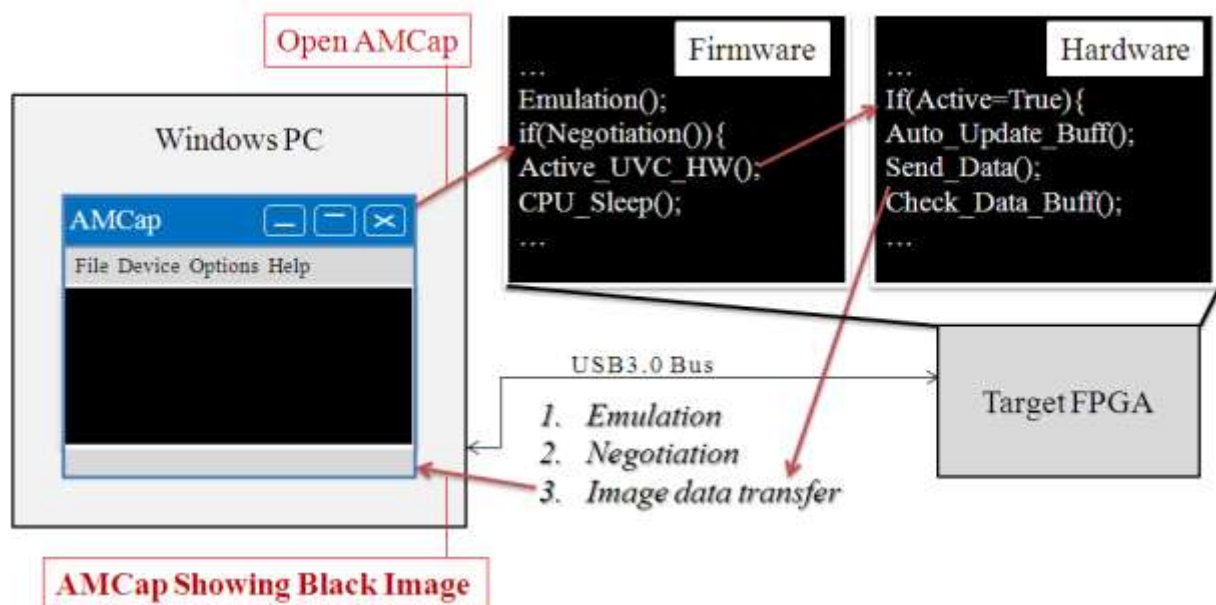 Open AMCap
Windows PC
AMCap
File Device Options Help
AMCap Showing Black Image
Firmware
...
Emulation();
if(Negotiation()){
Active_UVC_HW();
CPU_Sleep();
...
Hardware
...
If(Active=True){
Auto_Update_Buff();
Send_Data();
Check_Data_Buff();
...
USB3.0 Bus
1. Emulation
2. Negotiation
3. Image data transfer
Target FPGA